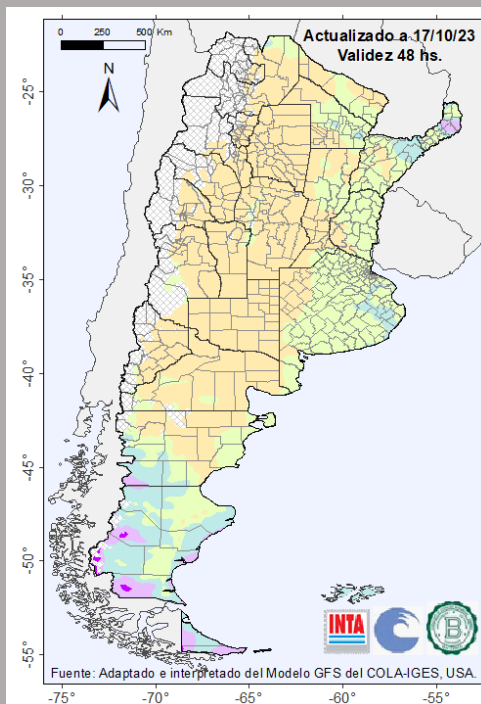 0 250 500 Km
Actualizado a 17/10/23
Validez 48 hs.
N
-25°
-30°
-35°
-40°
-45°
-50°
-55°
INTA
B
Fuente: Adaptado e interpretado del Modelo GFS del COLA-IGES, USA.
-75° -70° -65° -60° -55°